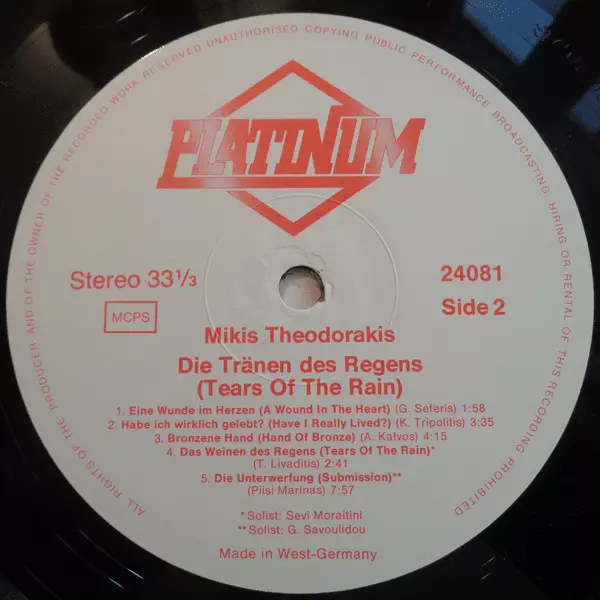 ALL RIGHTS OF THE PRODUCER AND OF THE OWNER OF THE RECORDED WORK RESERVED UNAUTHORISED COPYING PUBLIC PERFORMANCE BROADCASTING, HIRING OR RENTAL OF THIS RECORDING PROHIBITED
PLATINUM
Stereo 33 1/3
24081
MCPS
Side 2
Mikis Theodorakis
Die Tränen des Regens
(Tears Of The Rain)
1. Eine Wunde im Herzen (A Wound In The Heart) (G. Seferis) 1:58
2. Habe ich wirklich gelebt? (Have I Really Lived?) (K. Tripolitis) 3:35
3. Bronzene Hand (Hand Of Bronze) (A. Kalvos) 4:15
4. Das Weinen des Regens (Tears Of The Rain)*
(T. Livaditis) 2:41
5. Die Unterwerfung (Submission)**
(Piisi Marinas) 7:57
*Solist: Sevi Moraitini
**Solist: G. Savoulidou
Made in West-Germany